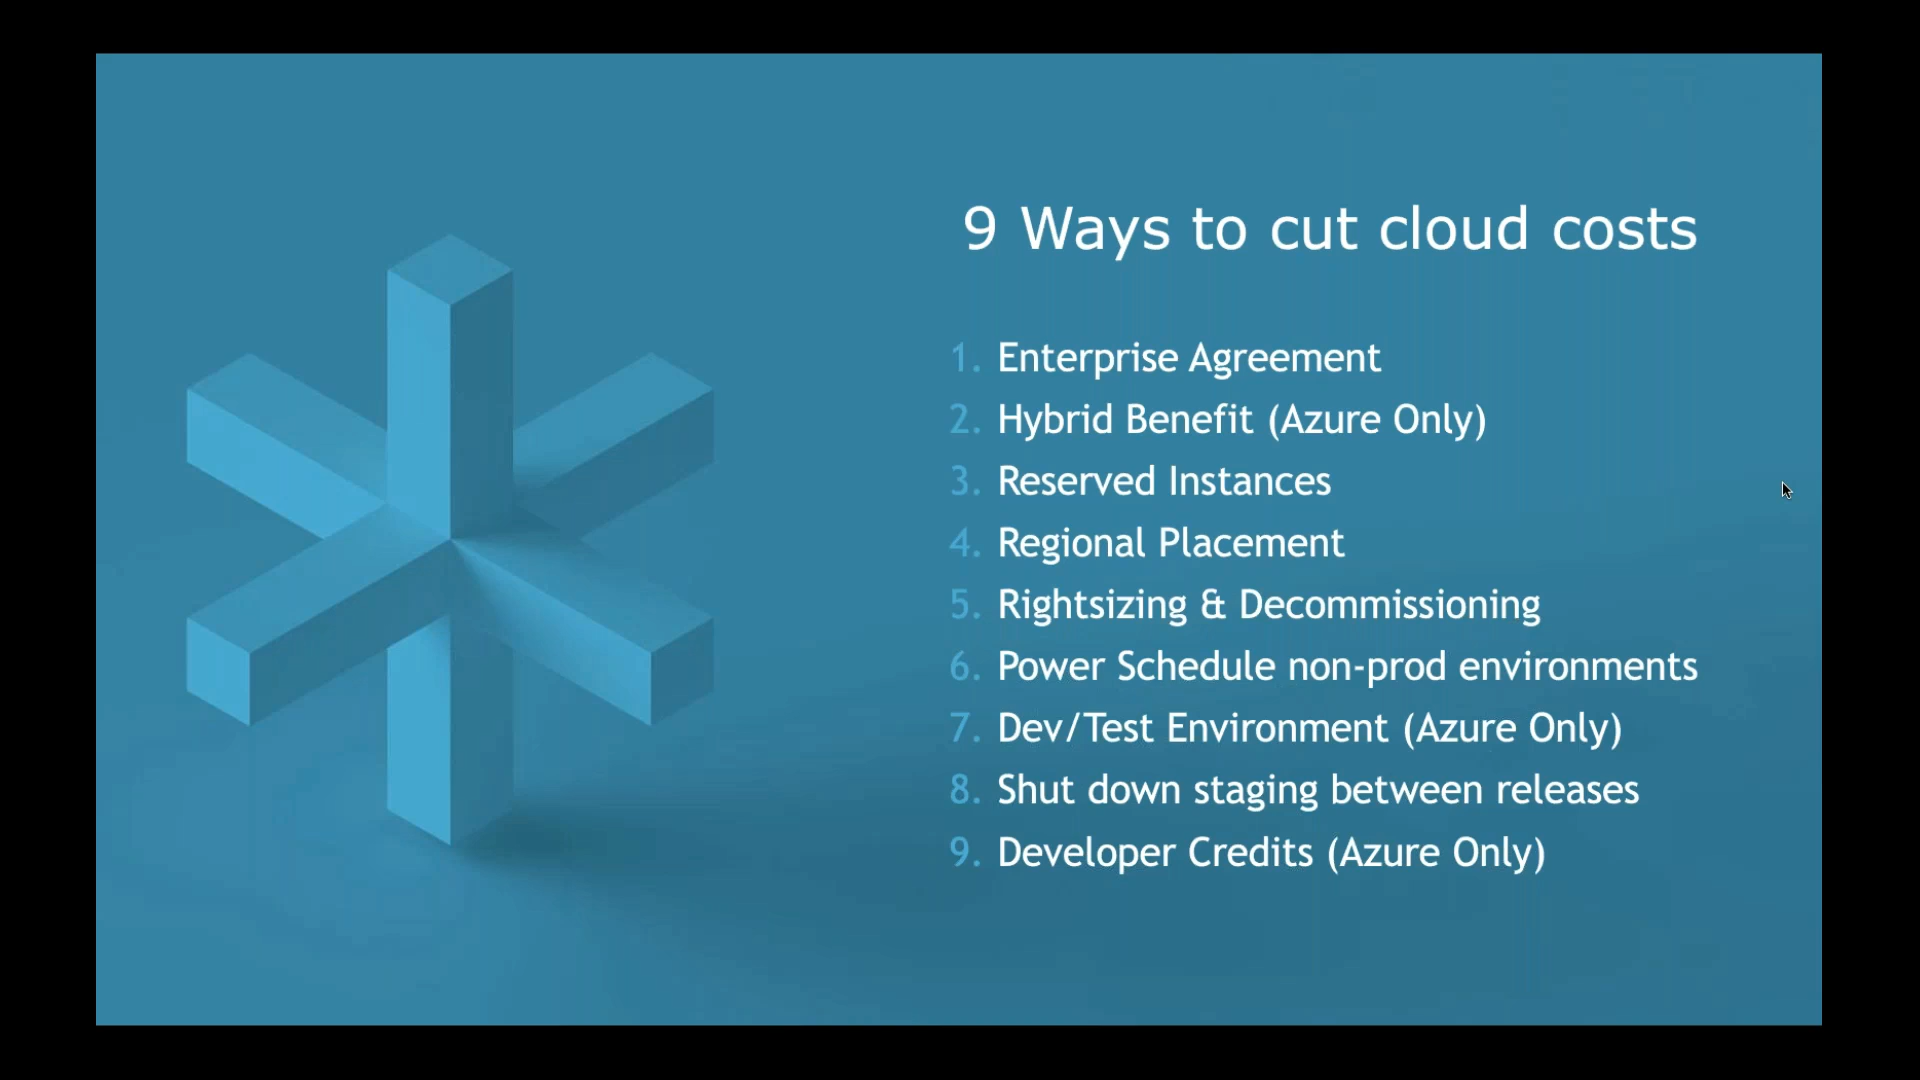 9 Ways to cut cloud costs
1. Enterprise Agreement
2. Hybrid Benefit (Azure Only)
3. Reserved Instances
4. Regional Placement
5. Rightsizing & Decommissioning
6. Power Schedule non-prod environments
7. Dev/Test Environment (Azure Only)
8. Shut down staging between releases
9. Developer Credits (Azure Only)